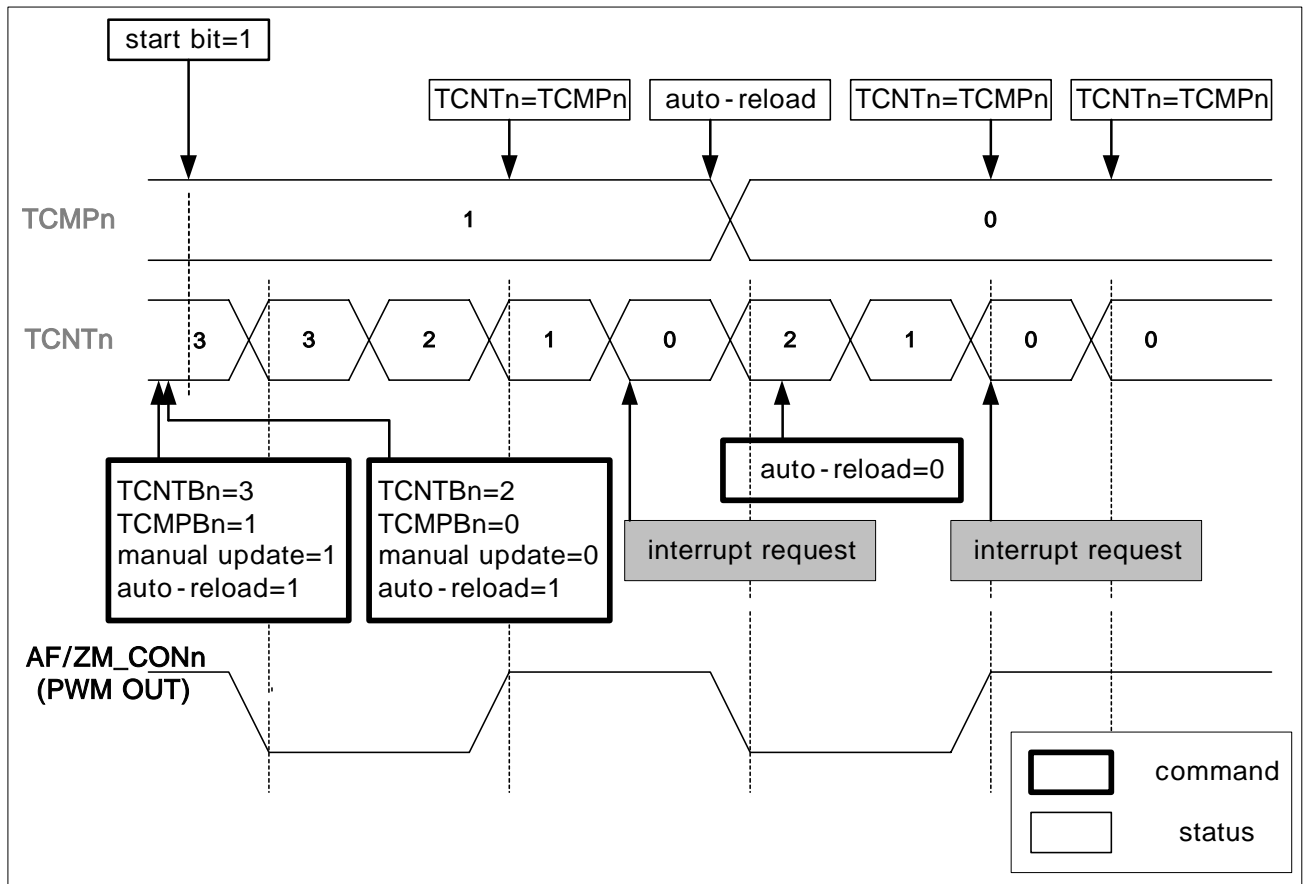 start bit=1
TCNTn=TCMPn
auto-reload
TCNTn=TCMPn
TCNTn=TCMPn
TCMPn
1
0
TCNTn
3
3
2
1
0
2
1
0
0
TCNTBn=3
TCMPBn=1
manual update=1
auto-reload=1
TCNTBn=2
TCMPBn=0
manual update=0
auto-reload=1
auto-reload=0
interrupt request
interrupt request
AF/ZM_CONn
(PWM OUT)
command
status